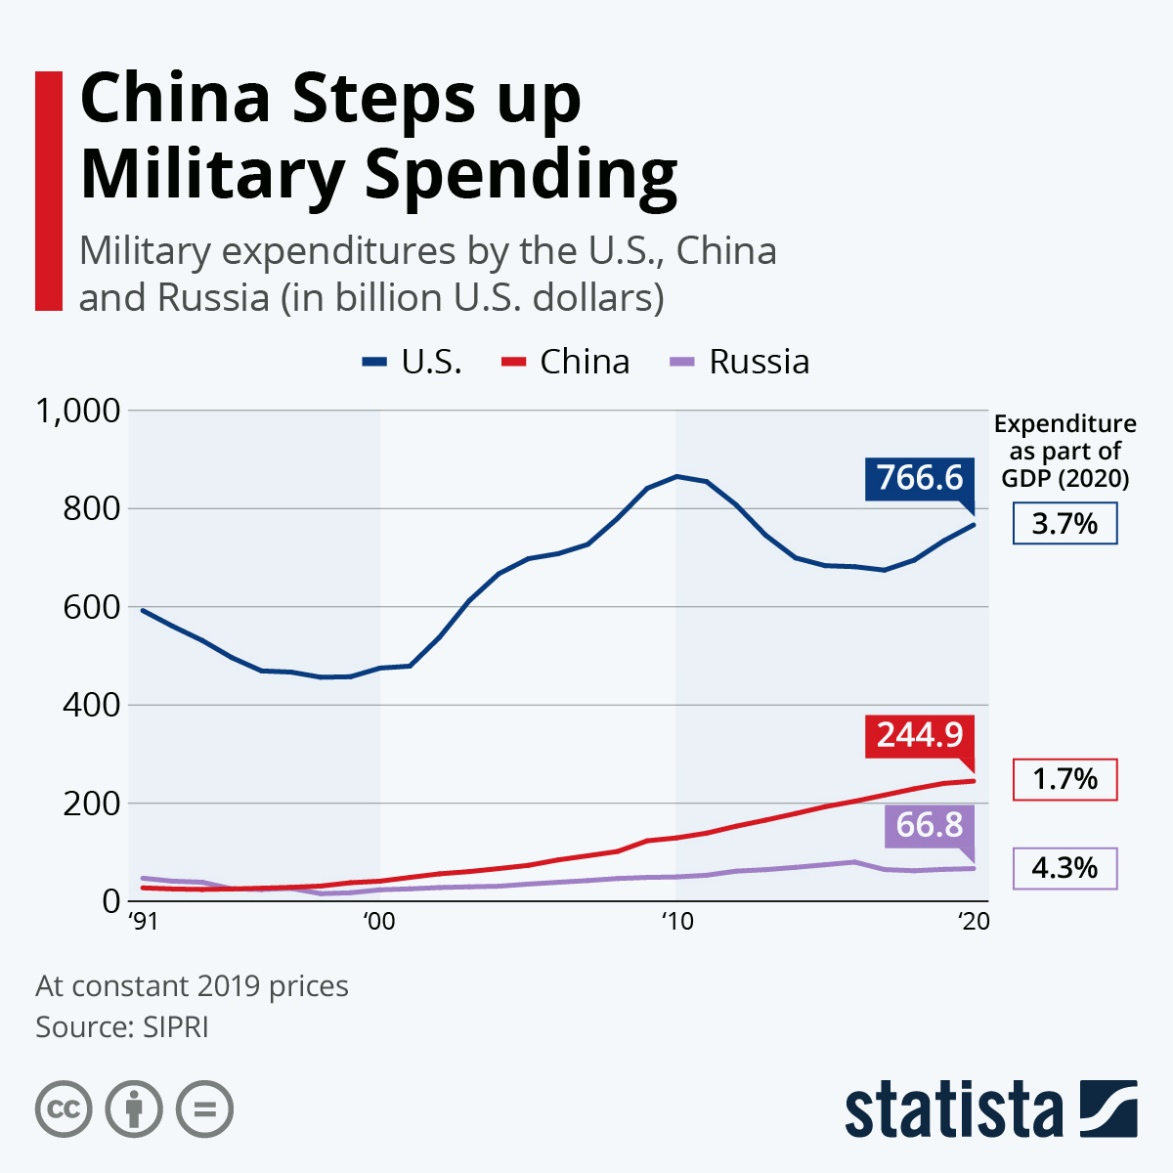 China Steps up
Military Spending
Military expenditures by the U.S., China
and Russia (in billion U.S. dollars)
U.S. China Russia
1,000
800
600
400
200
0
Expenditure
as part of
GDP (2020)
766.6
3.7%
244.9
1.7%
66.8
4.3%
‘91 ‘00 ‘10 ‘20
At constant 2019 prices
Source: SIPRI
cc
statista